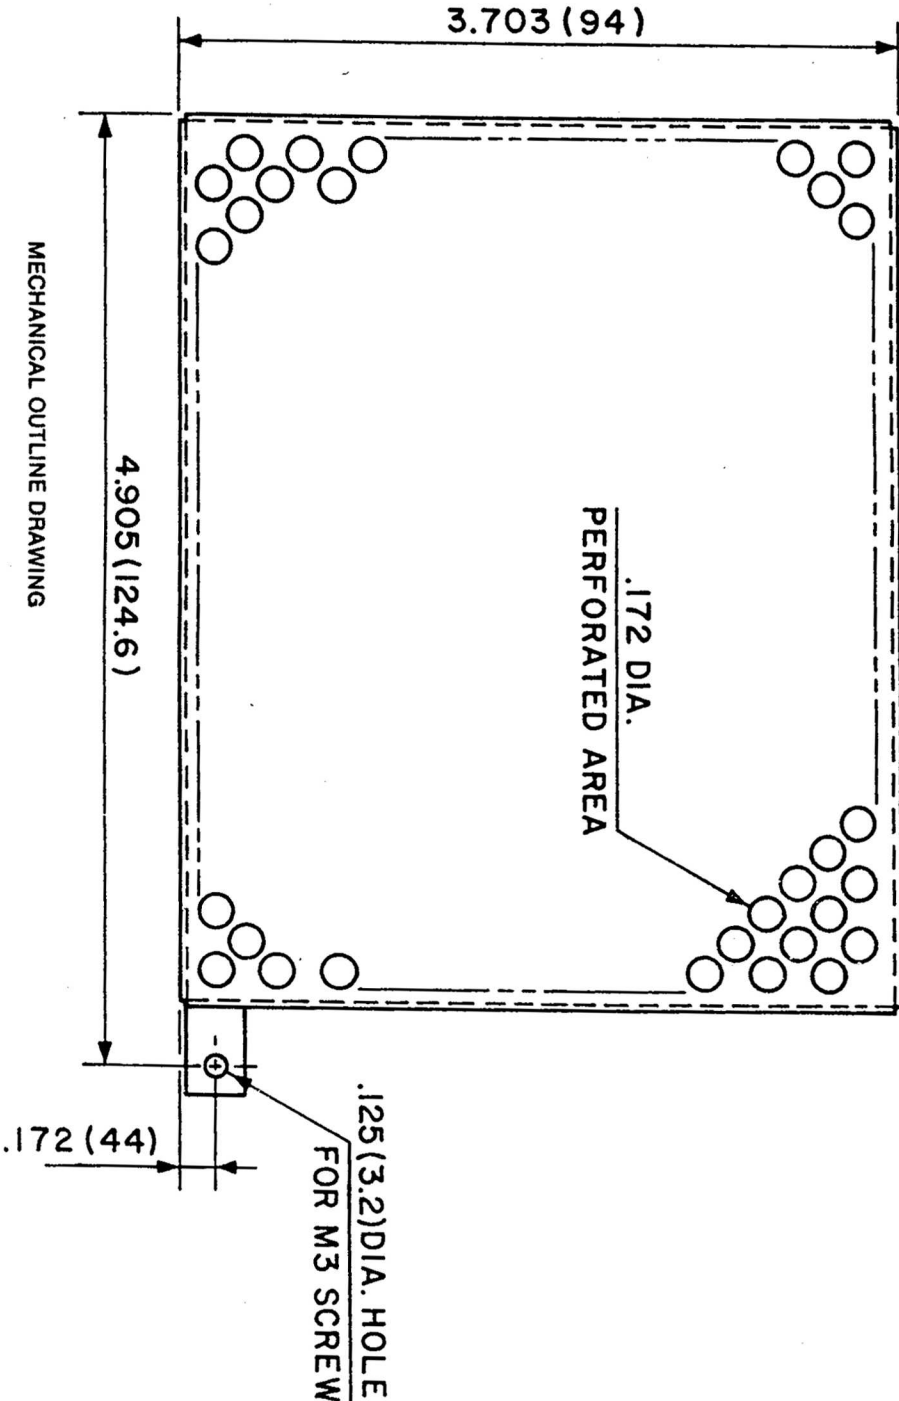 3.703 (94)
MECHANICAL OUTLINE DRAWING
4.905 (124.6)
.172 DIA.
PERFORATED AREA
.172 (44)
.125(3.2)DIA. HOLE
FOR M3 SCREW